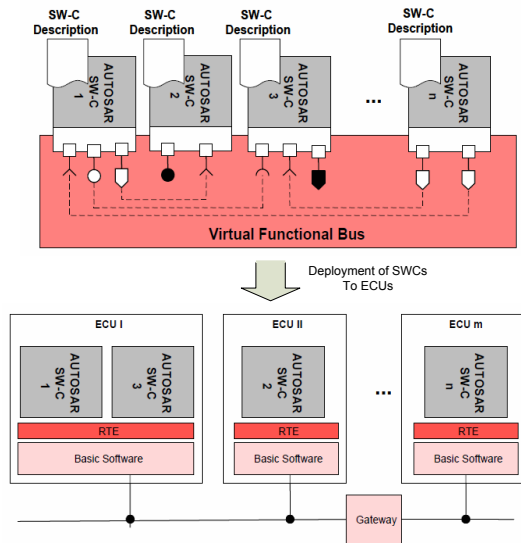 SW-C
Description
SW-C
Description
SW-C
Description
SW-C
Description
AUTOSAR
SW-C
1
AUTOSAR
SW-C
2
AUTOSAR
SW-C
3
...
AUTOSAR
SW-C
n
Virtual Functional Bus
Deployment of SWCs
To ECUs
ECU I
ECU II
ECU m
AUTOSAR
SW-C
1
AUTOSAR
SW-C
3
AUTOSAR
SW-C
2
...
AUTOSAR
SW-C
n
RTE
RTE
RTE
Basic Software
Basic Software
Basic Software
Gateway